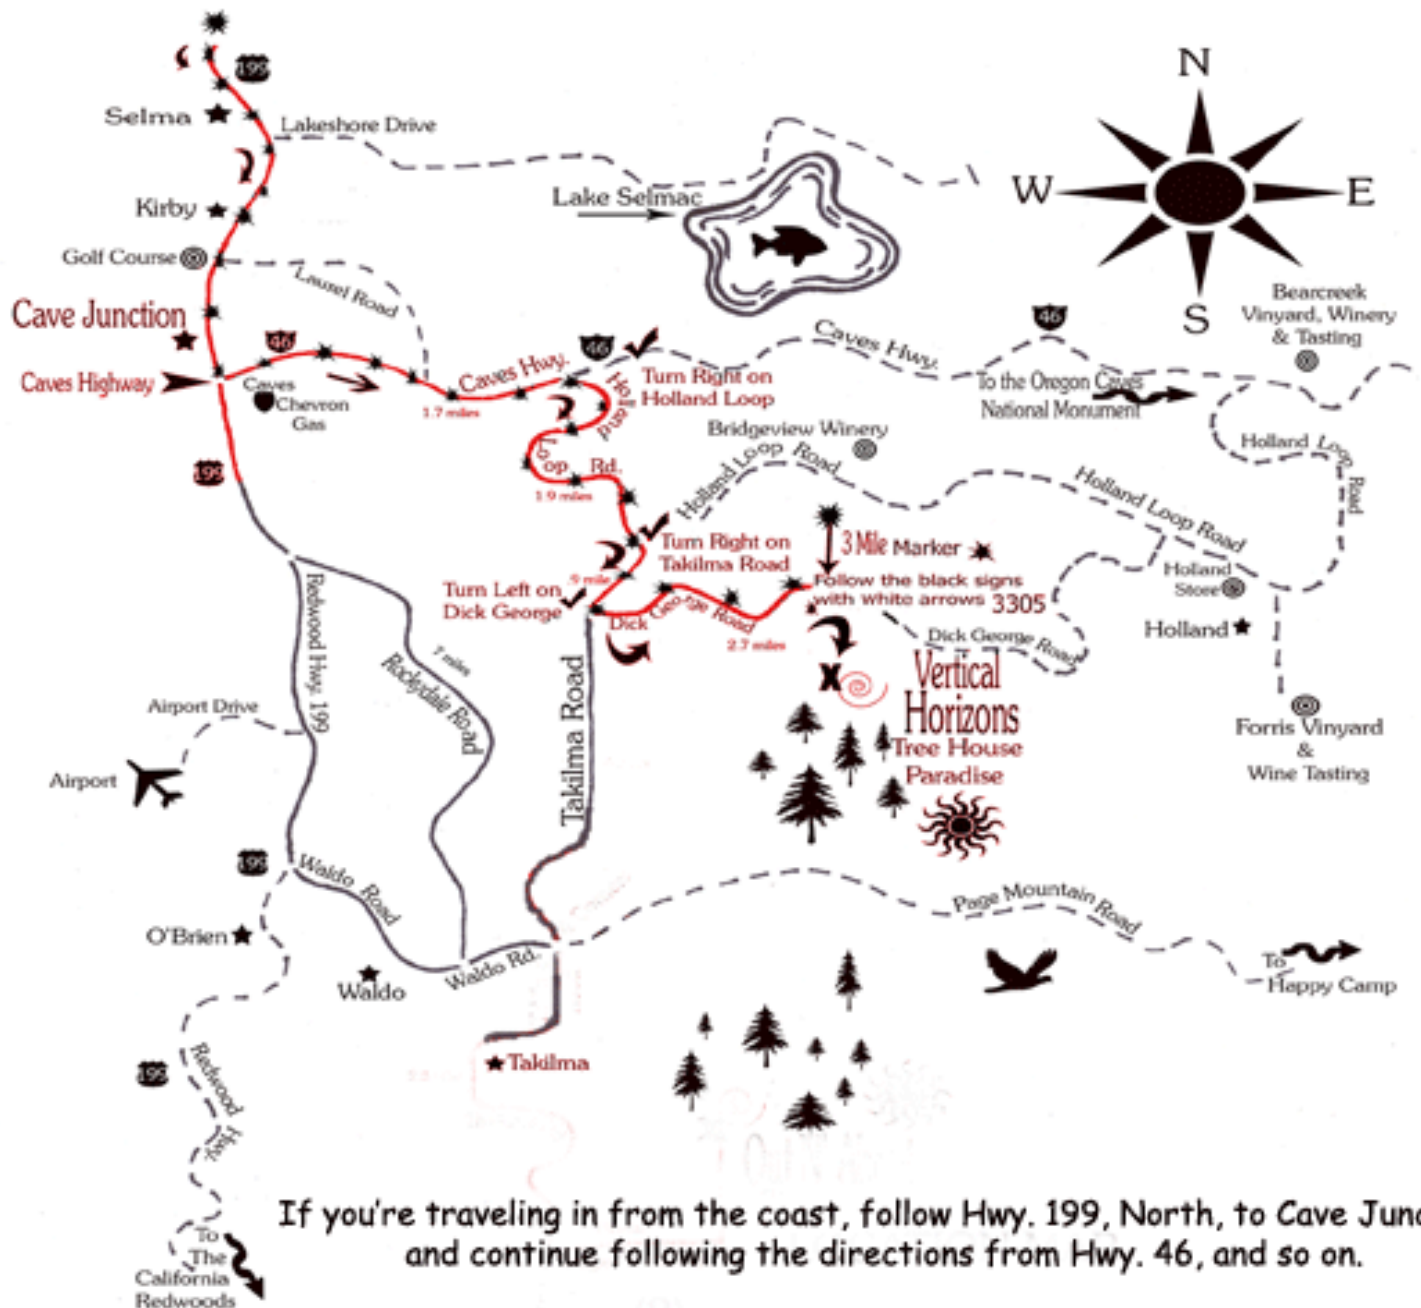 199
Selma
Lakeshore Drive
N
W
E
S
Lake Selmac
Kirby
Golf Course
Laurel Road
Cave Junction
46
46
46
Caves Hwy.
Bearcreek
Vinyard, Winery
& Tasting
Caves Highway
Caves
Chevron
Gas
1.7 miles
Caves Hwy.
Turn Right on
Holland Loop
To the Oregon Caves
National Monument
Holland Loop Rd.
1.9 miles
Bridgeview Winery
Holland Loop Road
Holland Loop Road
Holland Loop Road
199
Turn Right on
Takilma Road
3 Mile Marker
.9 mile
Turn Left on
Dick George
Follow the black signs
with White arrows 3305
Dick George Road
2.7 miles
Dick George Road
Holland
Store
Holland
Redwood Hwy. 199
7 miles
Rockydale Road
Takilma Road
Vertical
Horizons
Tree House
Paradise
Forris Vinyard
&
Wine Tasting
Airport Drive
Airport
199
Waldo Road
O'Brien
Waldo
Waldo Rd.
Page Mountain Road
To
Happy Camp
Takilma
199
Redwood Hwy.
To
The
California
Redwoods
If you're traveling in from the coast, follow Hwy. 199, North, to Cave Junc
and continue following the directions from Hwy. 46, and so on.